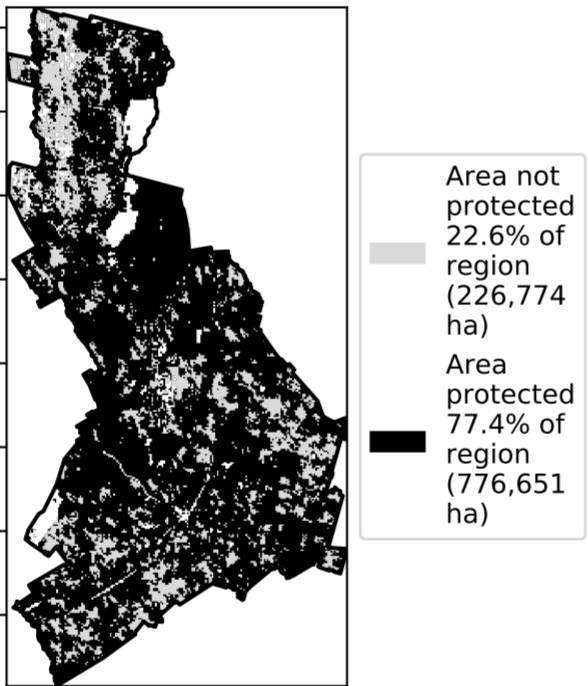 Area not
protected
22.6% of
region
(226,774
ha)
Area
protected
77.4% of
region
(776,651
ha)